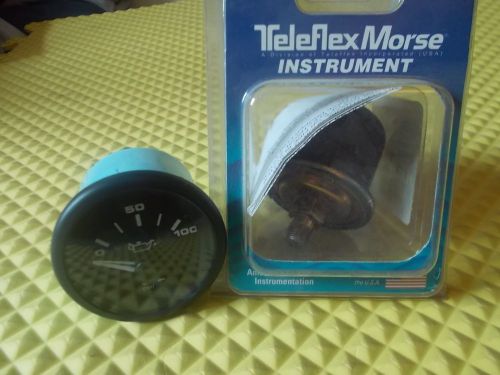 TeleflexMorse
A Division of Teleflex Incorporated (USA)
INSTRUMENT
0 50 100
Instrumentation
the U.S.A.